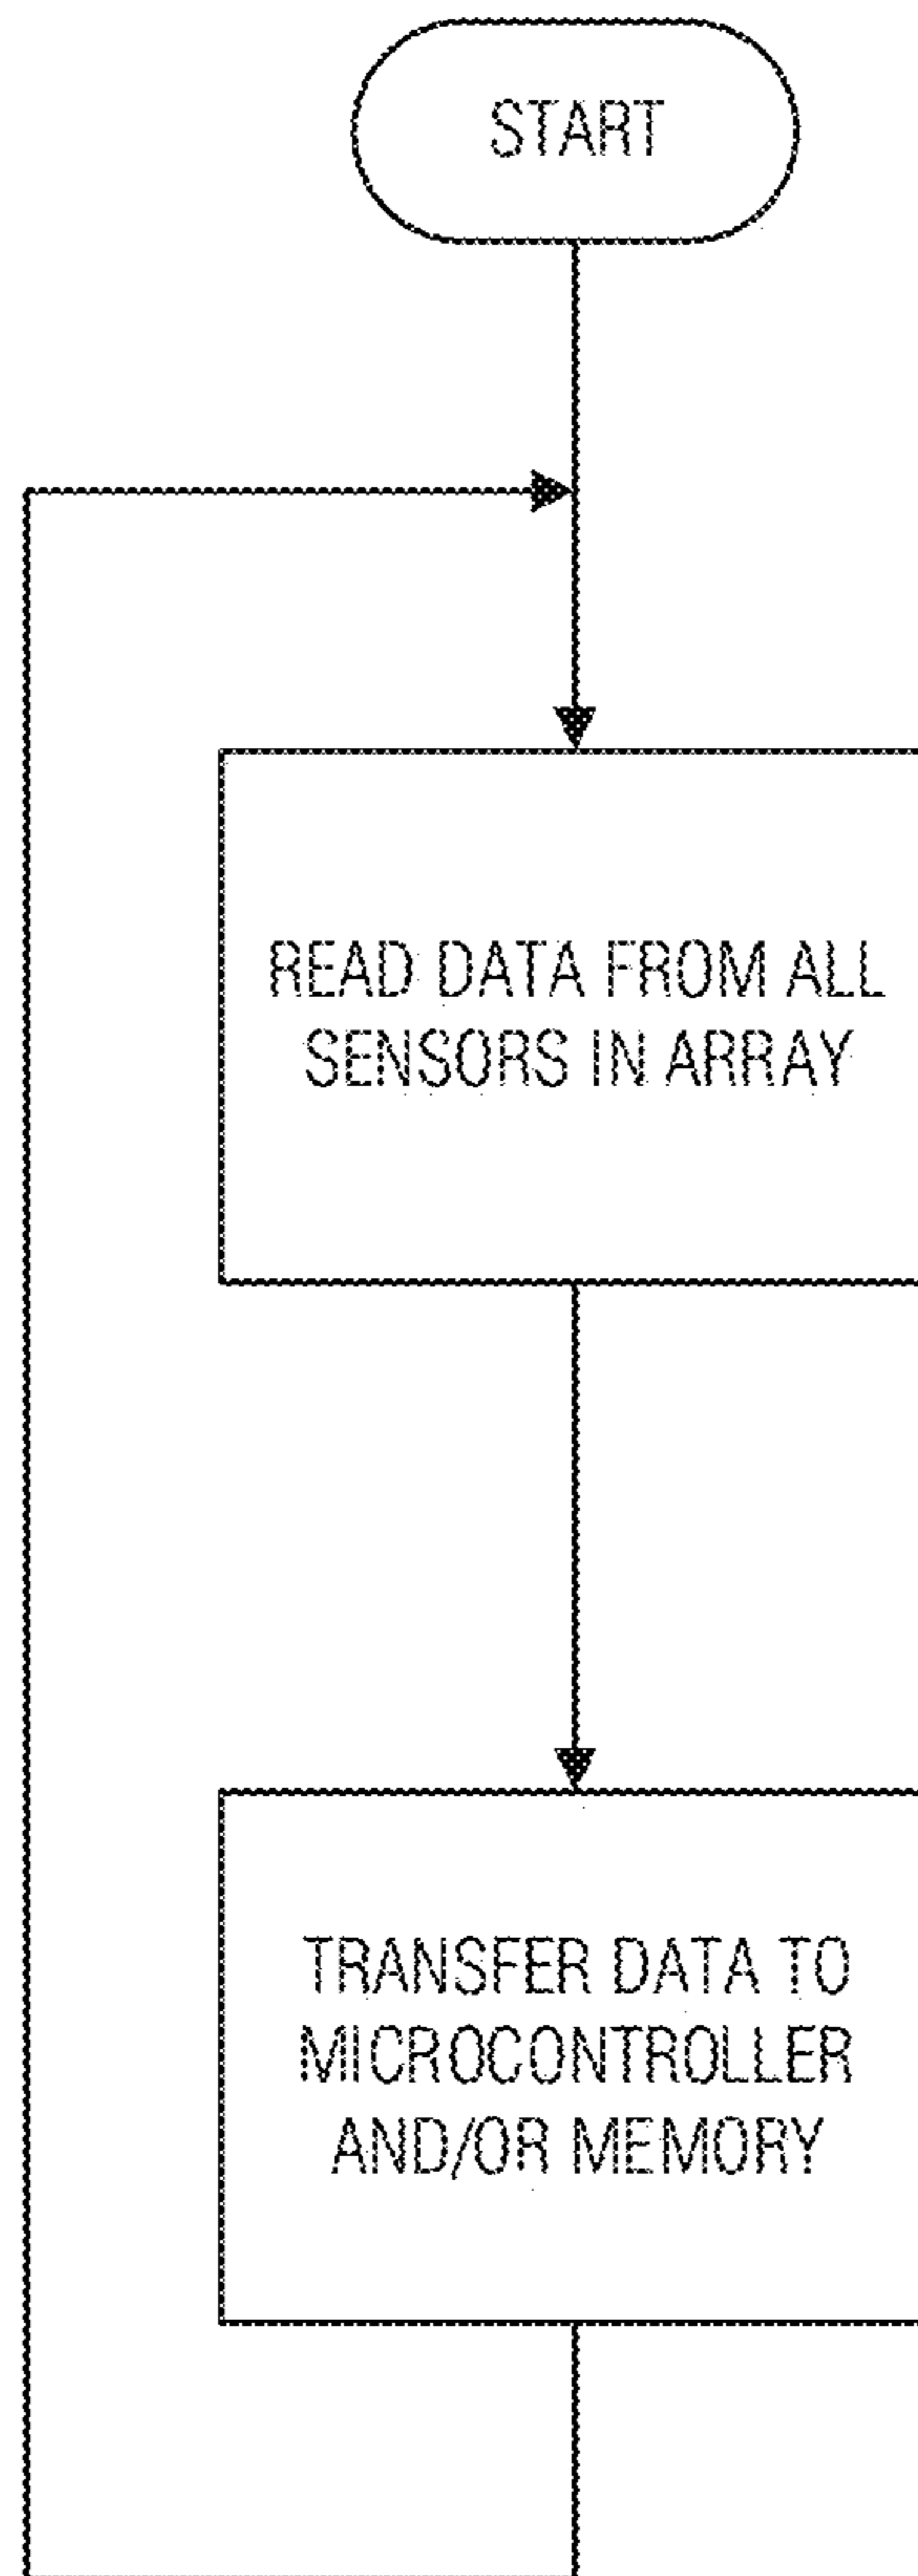 START
READ DATA FROM ALL
SENSORS IN ARRAY
TRANSFER DATA TO
MICROCONTROLLER
AND/OR MEMORY